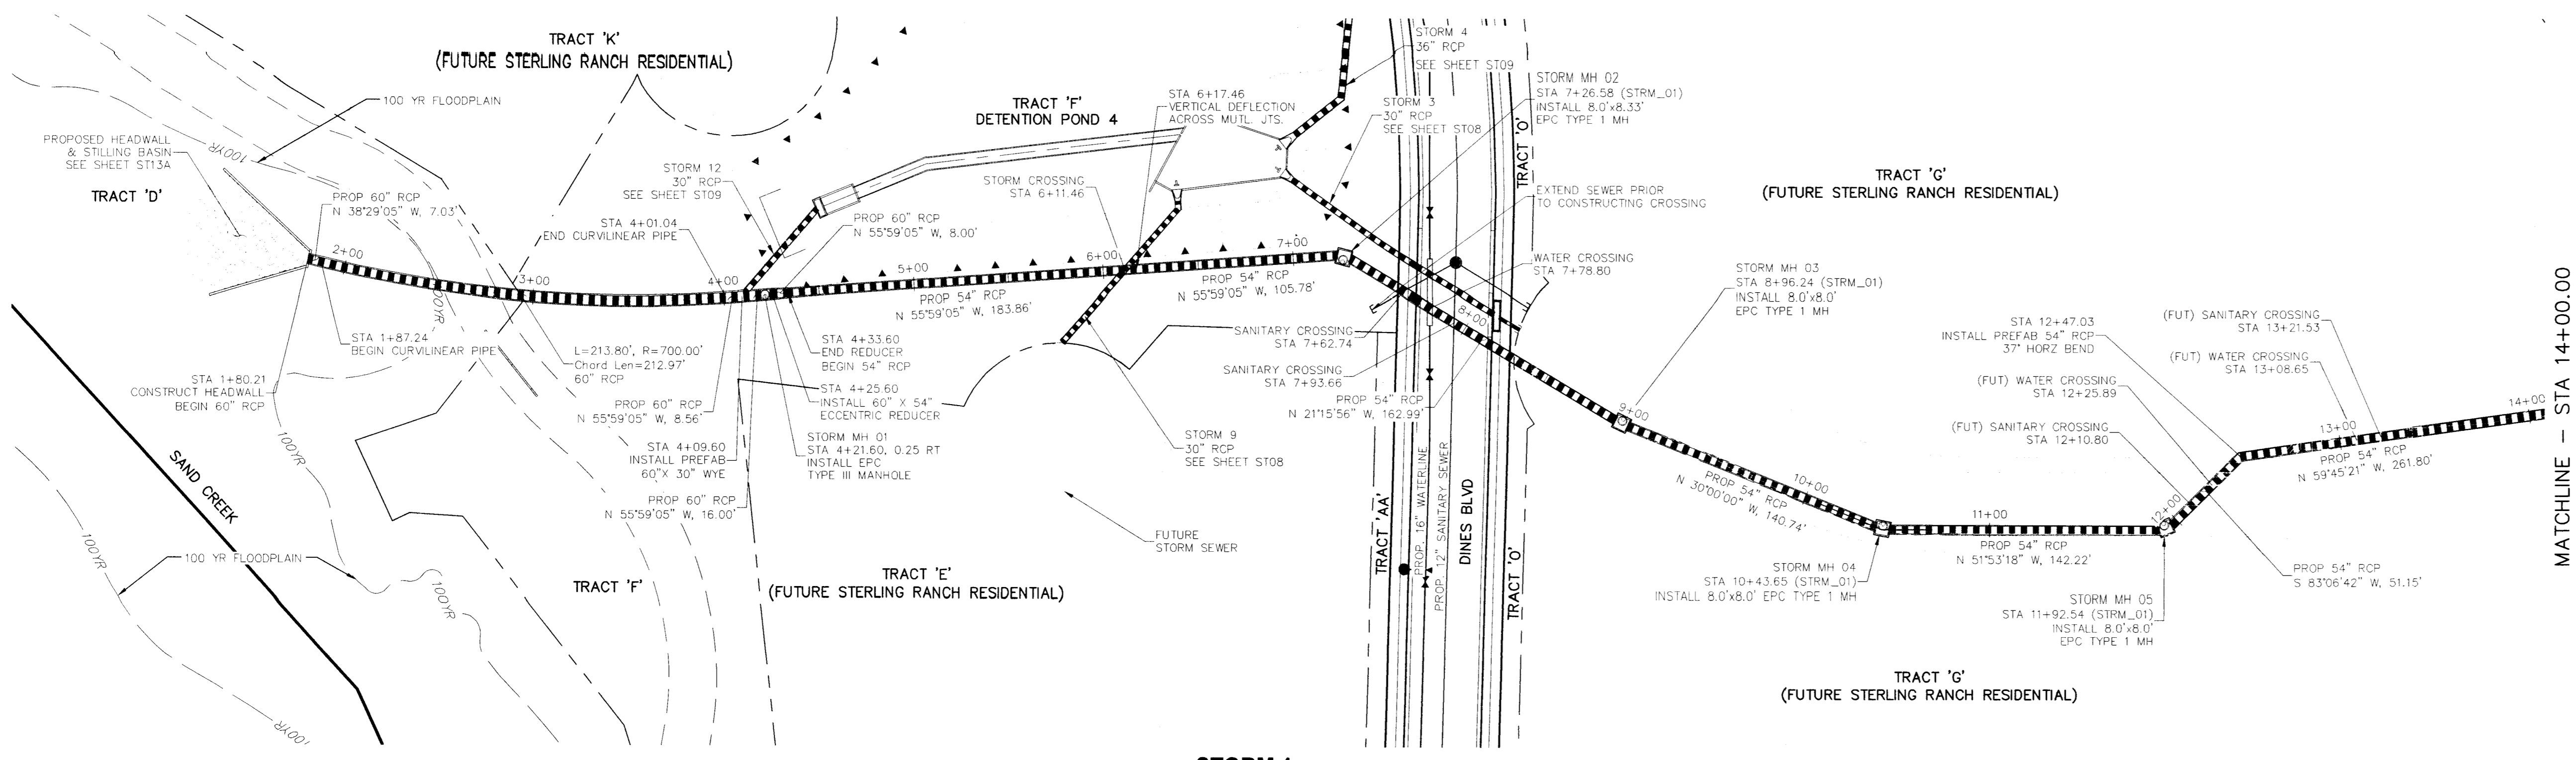 TRACT 'K'
(FUTURE STERLING RANCH RESIDENTIAL)
100 YR FLOODPLAIN
PROPOSED HEADWALL
& STILLING BASIN
SEE SHEET ST13A
100YR
TRACT 'D'
PROP 60" RCP
N 38°29'05" W, 7.03'
2+00
STA 1+87.24
BEGIN CURVILINEAR PIPE
STA 1+80.21
CONSTRUCT HEADWALL
BEGIN 60" RCP
100YR
SAND CREEK
100YR
100 YR FLOODPLAIN
100YR
100YR
100YR
3+00
L=213.80', R=700.00'
Chord Len=212.97'
60" RCP
STA 4+01.04
END CURVILINEAR PIPE
4+00
STORM 12
30" RCP
SEE SHEET ST09
PROP 60" RCP
N 55°59'05" W, 8.00'
PROP 60" RCP
N 55°59'05" W, 8.56'
STA 4+09.60
INSTALL PREFAB
60"X 30" WYE
PROP 60" RCP
N 55°59'05" W, 16.00'
STA 4+33.60
END REDUCER
BEGIN 54" RCP
STA 4+25.60
INSTALL 60" X 54"
ECCENTRIC REDUCER
STORM MH 01
STA 4+21.60, 0.25 RT
INSTALL EPC
TYPE III MANHOLE
TRACT 'F'
TRACT 'E'
(FUTURE STERLING RANCH RESIDENTIAL)
TRACT 'F'
DETENTION POND 4
STA 6+17.46
VERTICAL DEFLECTION
ACROSS MUTL. JTS.
STORM CROSSING
STA 6+11.46
5+00
PROP 54" RCP
N 55°59'05" W, 183.86'
6+00
PROP 54" RCP
N 55°59'05" W, 105.78'
7+00
STORM 9
30" RCP
SEE SHEET ST08
FUTURE
STORM SEWER
STORM 4
36" RCP
SEE SHEET ST09
STORM 3
30" RCP
SEE SHEET ST08
STORM MH 02
STA 7+26.58 (STRM_01)
INSTALL 8.0'x8.33'
EPC TYPE 1 MH
TRACT 'O'
EXTEND SEWER PRIOR
TO CONSTRUCTING CROSSING
WATER CROSSING
STA 7+78.80
SANITARY CROSSING
STA 7+62.74
SANITARY CROSSING
STA 7+93.66
8+00
PROP 54" RCP
N 21°15'56" W, 162.99'
TRACT 'AA'
PROP. 16" WATERLINE
PROP. 12" SANITARY SEWER
DINES BLVD
TRACT 'O'
TRACT 'G'
(FUTURE STERLING RANCH RESIDENTIAL)
STORM MH 03
STA 8+96.24 (STRM_01)
INSTALL 8.0'x8.0'
EPC TYPE 1 MH
9+00
PROP 54" RCP
N 30°00'00" W, 140.74'
10+00
STORM MH 04
STA 10+43.65 (STRM_01)
INSTALL 8.0'x8.0' EPC TYPE 1 MH
11+00
PROP 54" RCP
N 51°53'18" W, 142.22'
12+00
STORM MH 05
STA 11+92.54 (STRM_01)
INSTALL 8.0'x8.0'
EPC TYPE 1 MH
STA 12+47.03
INSTALL PREFAB 54" RCP
37° HORZ BEND
(FUT) WATER CROSSING
STA 12+25.89
(FUT) SANITARY CROSSING
STA 12+10.80
(FUT) SANITARY CROSSING
STA 13+21.53
(FUT) WATER CROSSING
STA 13+08.65
13+00
PROP 54" RCP
N 59°45'21" W, 261.80'
14+00
PROP 54" RCP
S 83°06'42" W, 51.15'
TRACT 'G'
(FUTURE STERLING RANCH RESIDENTIAL)
MATCHLINE – STA 14+00.00